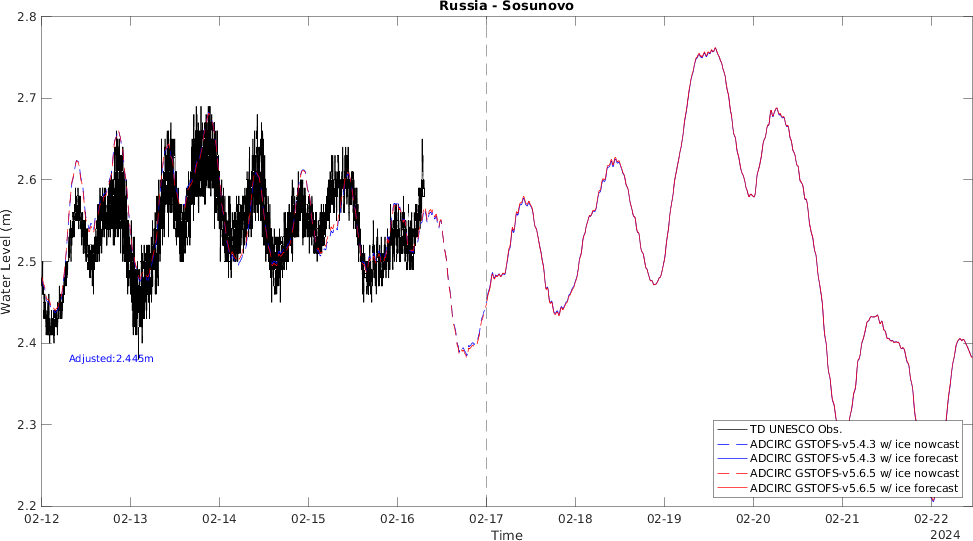 Russia - Sosunovo
Water Level (m)
2.8
2.7
2.6
2.5
2.4
2.3
2.2
Adjusted:2.445m
TD UNESCO Obs.
ADCIRC GSTOFS-v5.4.3 w/ ice nowcast
ADCIRC GSTOFS-v5.4.3 w/ ice forecast
ADCIRC GSTOFS-v5.6.5 w/ ice nowcast
ADCIRC GSTOFS-v5.6.5 w/ ice forecast
02-12 02-13 02-14 02-15 02-16 02-17 02-18 02-19 02-20 02-21 02-22
Time
2024